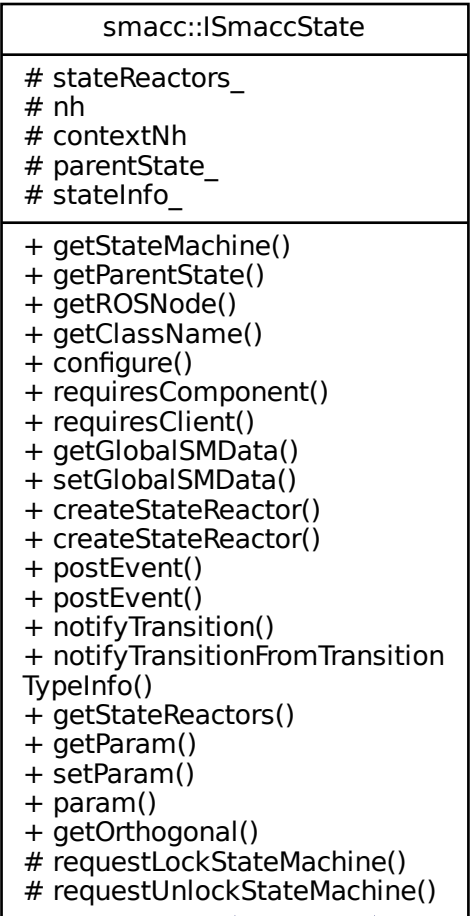 smacc::ISmaccState
# stateReactors_
# nh
# contextNh
# parentState_
# stateInfo_
+ getStateMachine()
+ getParentState()
+ getROSNode()
+ getClassName()
+ configure()
+ requiresComponent()
+ requiresClient()
+ getGlobalSMData()
+ setGlobalSMData()
+ createStateReactor()
+ createStateReactor()
+ postEvent()
+ postEvent()
+ notifyTransition()
+ notifyTransitionFromTransition
TypeInfo()
+ getStateReactors()
+ getParam()
+ setParam()
+ param()
+ getOrthogonal()
# requestLockStateMachine()
# requestUnlockStateMachine()